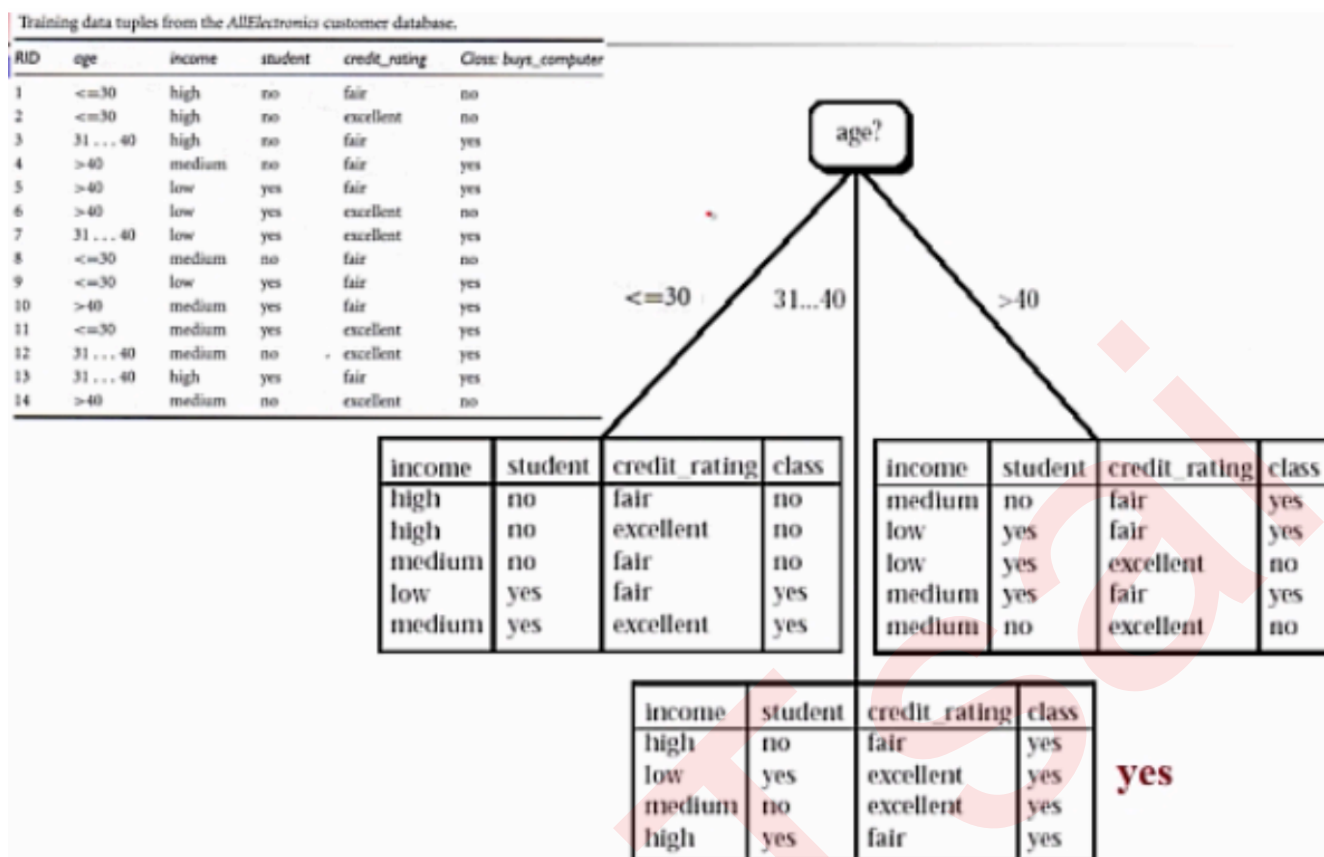 Training data tuples from the AllElectronics customer database.
RID age income student credit_rating Class: buys_computer
1 <=30 high no fair no
2 <=30 high no excellent no
3 31 . . . 40 high no fair yes
4 >40 medium no fair yes
5 >40 low yes fair yes
6 >40 low yes excellent no
7 31 . . . 40 low yes excellent yes
8 <=30 medium no fair no
9 <=30 low yes fair yes
10 >40 medium yes fair yes
11 <=30 medium yes excellent yes
12 31 . . . 40 medium no excellent yes
13 31 . . . 40 high yes fair yes
14 >40 medium no excellent no
age?
<=30
31...40
>40
income student credit_rating class
high no fair no
high no excellent no
medium no fair no
low yes fair yes
medium yes excellent yes
income student credit_rating class
medium no fair yes
low yes fair yes
low yes excellent no
medium yes fair yes
medium no excellent no
income student credit_rating class
high no fair yes
low yes excellent yes
medium no excellent yes
high yes fair yes
yes
Tsai